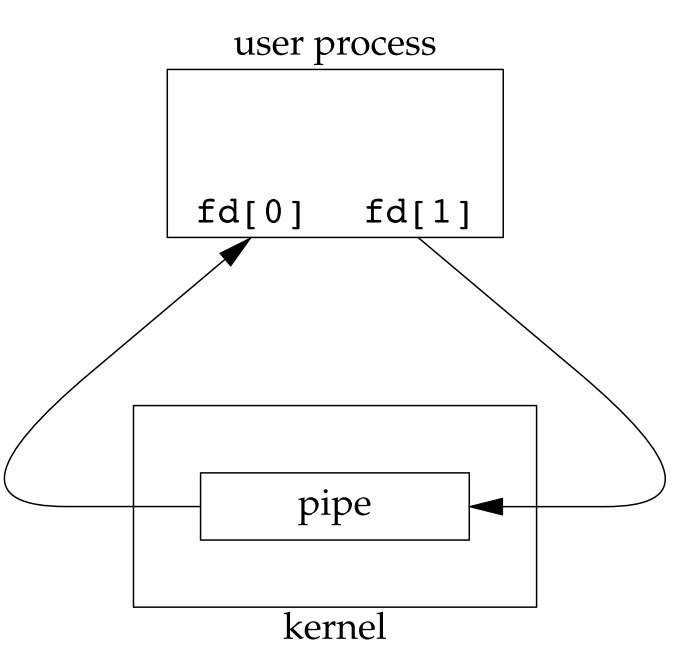 user process
fd[0] fd[1]
pipe
kernel